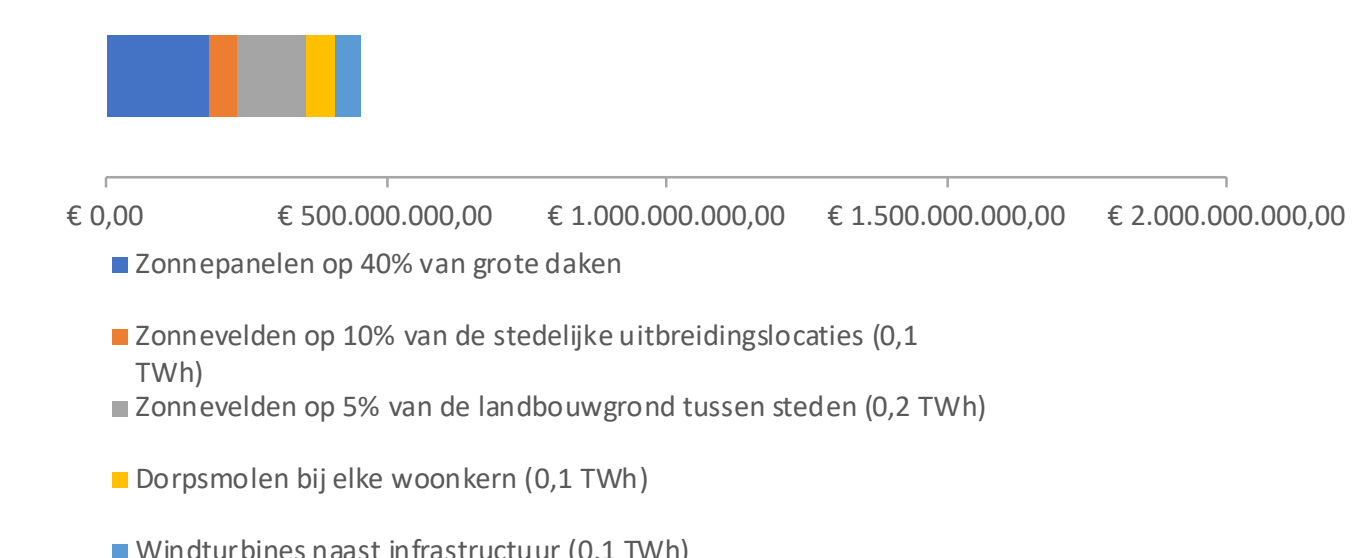 € 0,00 € 500.000.000,00 € 1.000.000.000,00 € 1.500.000.000,00 € 2.000.000.000,00
Zonnepanelen op 40% van grote daken
Zonnevelden op 10% van de stedelijke uitbreidingslocaties (0,1
TWh)
Zonnevelden op 5% van de landbouwgrond tussen steden (0,2 TWh)
Dorpsmolen bij elke woonkern (0,1 TWh)
Windturbines naast infrastructuur (0,1 TWh)